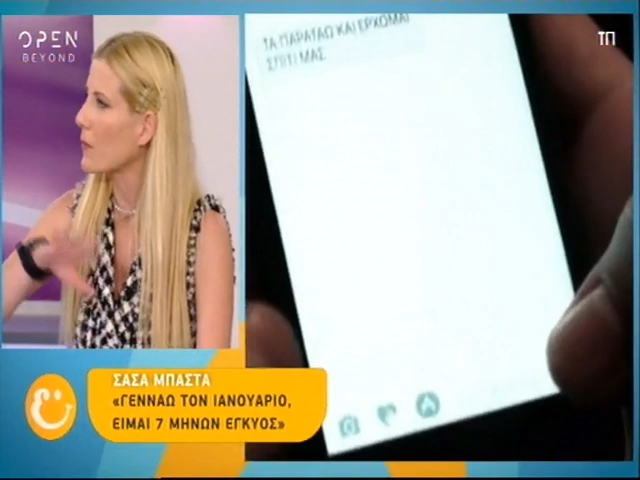 OPEN
BEYOND
ΤΑ ΠΑΡΑΤΑΩ ΚΑΙ ΕΡΧΟΜΑΙ
ΣΠΙΤΙ ΜΑΣ
ΤΠ
ΣΑΣΑ ΜΠΑΣΤΑ
«ΓΕΝΝΑΩ ΤΟΝ ΙΑΝΟΥΑΡΙΟ,
ΕΙΜΑΙ 7 ΜΗΝΩΝ ΕΓΚΥΟΣ»